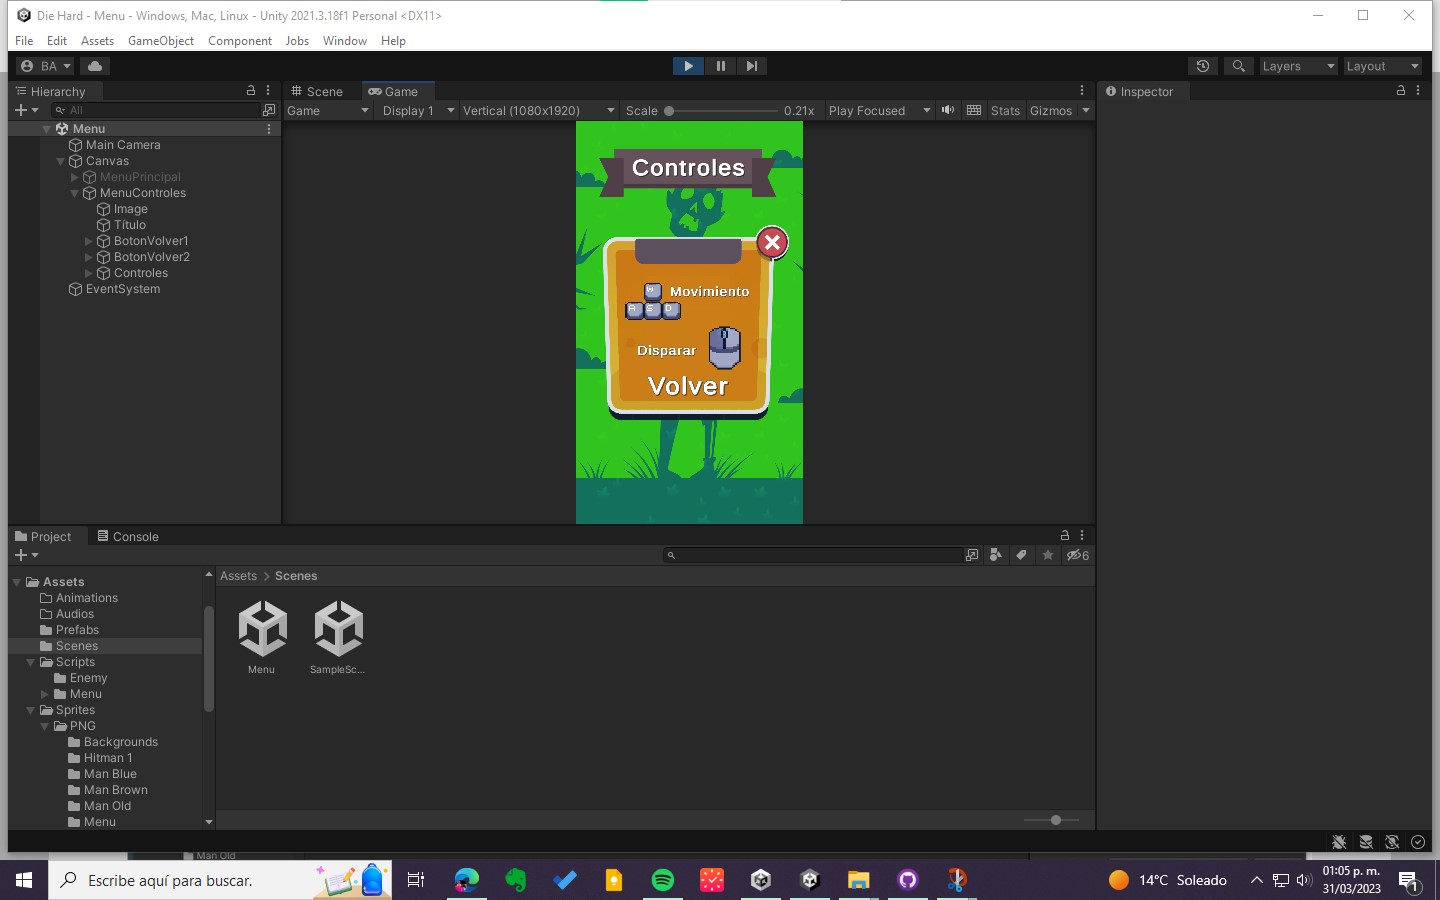 Die Hard - Menu - Windows, Mac, Linux - Unity 2021.3.18f1 Personal <DX11>
File Edit Assets GameObject Component Jobs Window Help
BA
Layers
Layout
Hierarchy
All
Menu
Main Camera
Canvas
MenuPrincipal
MenuControles
Image
Título
BotonVolver1
BotonVolver2
Controles
EventSystem
Scene Game
Game Display 1 Vertical (1080x1920) Scale 0.21x Play Focused Stats Gizmos
Controles
W
Movimiento
A S D
Disparar
Volver
Inspector
Project Console
6
Assets
Animations
Audios
Prefabs
Scenes
Scripts
Enemy
Menu
Sprites
PNG
Backgrounds
Hitman 1
Man Blue
Man Brown
Man Old
Menu
Assets > Scenes
Menu SampleSc...
Man Old
Escribe aquí para buscar.
14°C Soleado
01:05 p. m.
31/03/2023
1